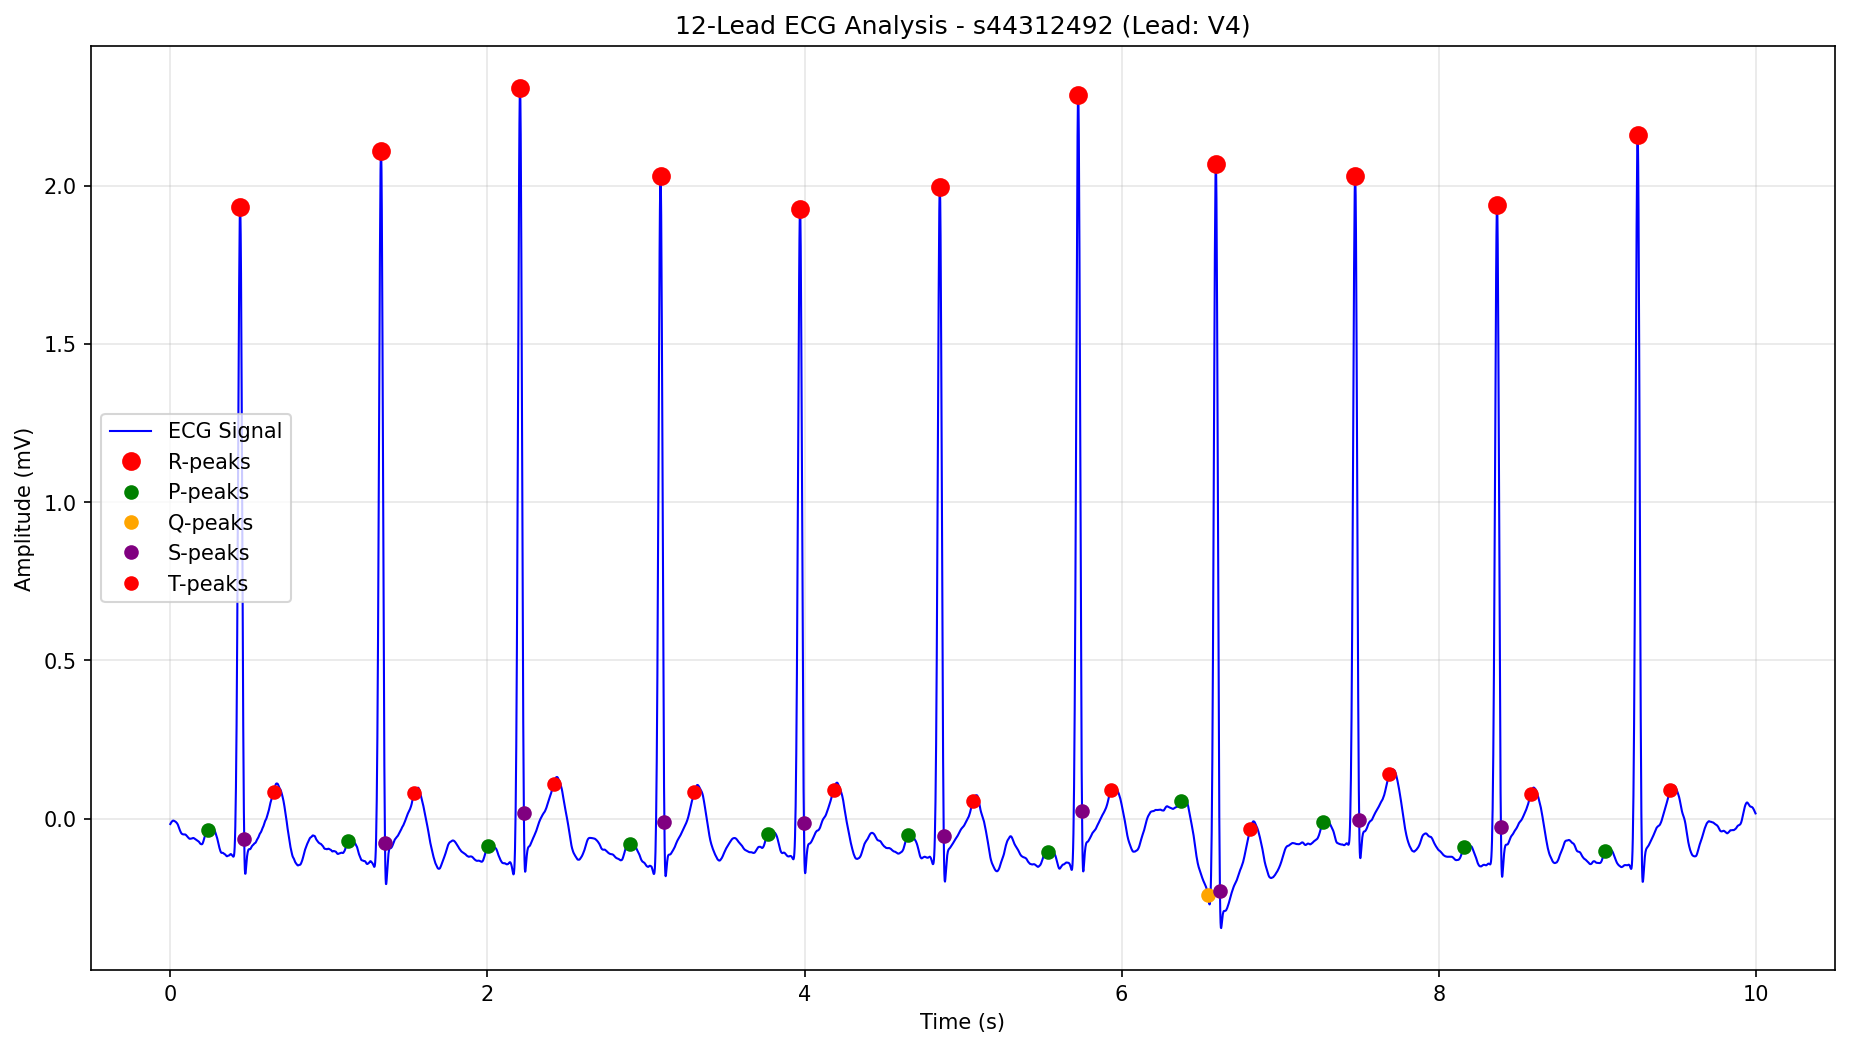 12-Lead ECG Analysis - s44312492 (Lead: V4)
Amplitude (mV)
2.0
1.5
1.0
0.5
0.0
ECG Signal
R-peaks
P-peaks
Q-peaks
S-peaks
T-peaks
0 2 4 6 8 10
Time (s)